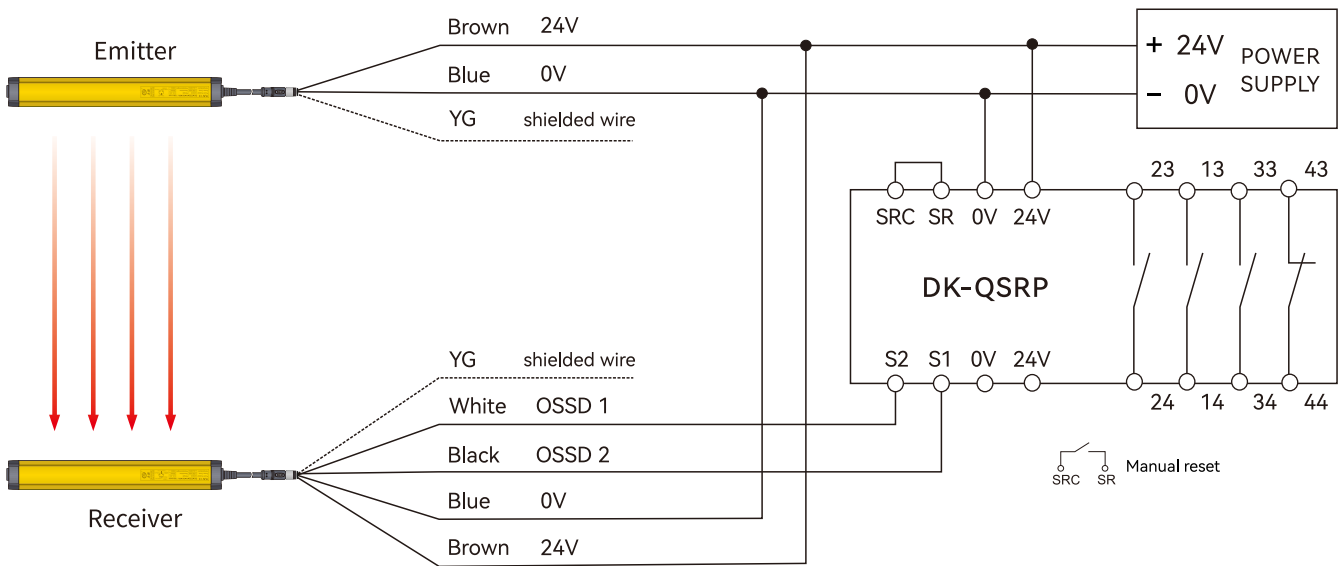 Emitter
Brown 24V
Blue 0V
YG shielded wire
+ 24V
− 0V
POWER
SUPPLY
23 13 33 43
SRC SR 0V 24V
DK-QSRP
S2 S1 0V 24V
24 14 34 44
YG shielded wire
White OSSD 1
Black OSSD 2
Blue 0V
Brown 24V
Receiver
SRC SR Manual reset